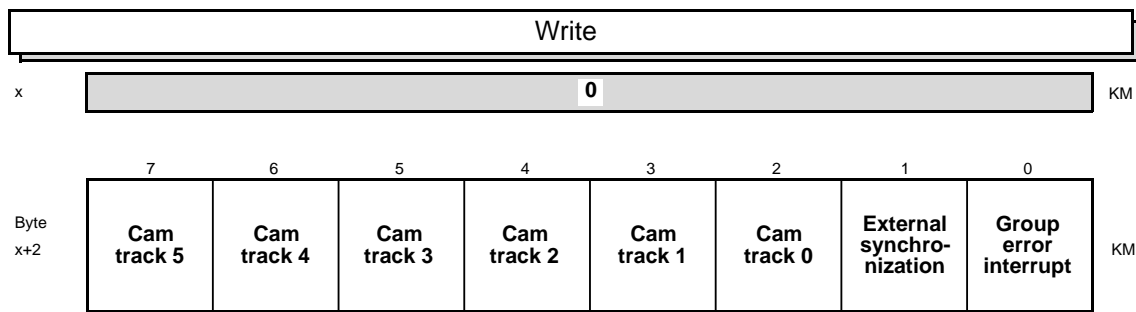 Write
x 0 KM
7 6 5 4 3 2 1 0
Byte
x+2
Cam
track 5
Cam
track 4
Cam
track 3
Cam
track 2
Cam
track 1
Cam
track 0
External
synchro-
nization
Group
error
interrupt
KM